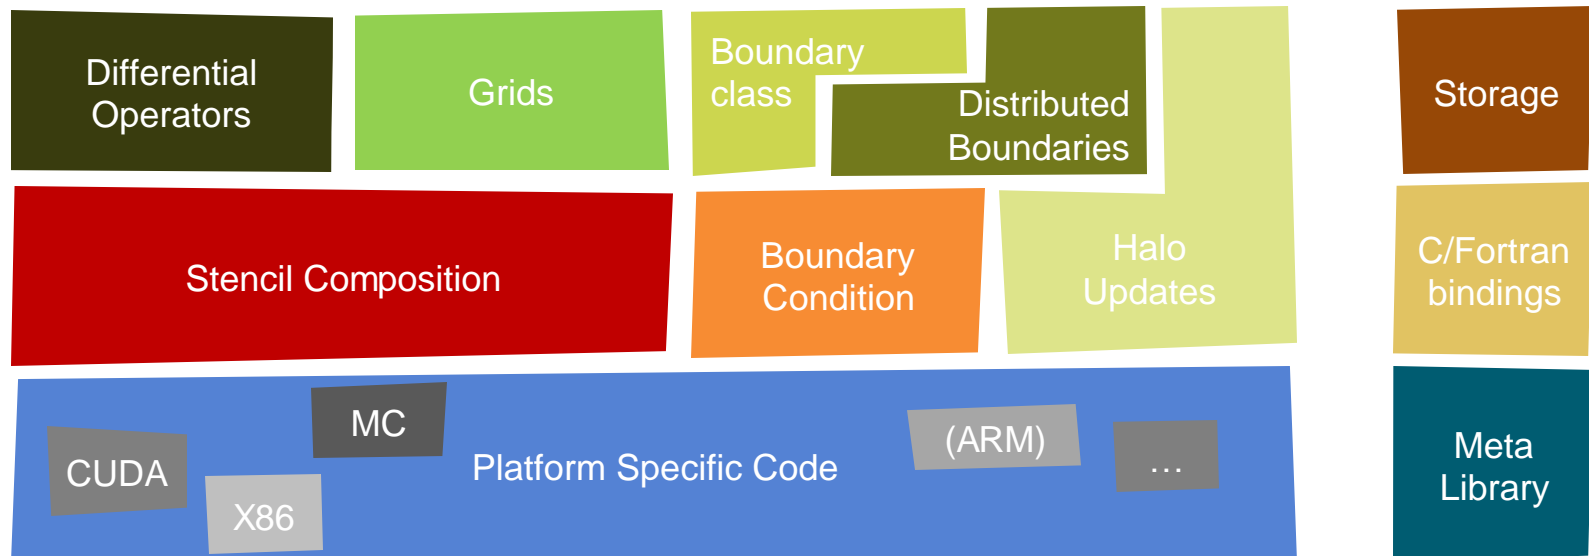 Differential
Operators
Grids
Boundary
class
Distributed
Boundaries
Storage
Stencil Composition
Boundary
Condition
Halo
Updates
C/Fortran
bindings
MC
CUDA
X86
Platform Specific Code
(ARM)
...
Meta
Library